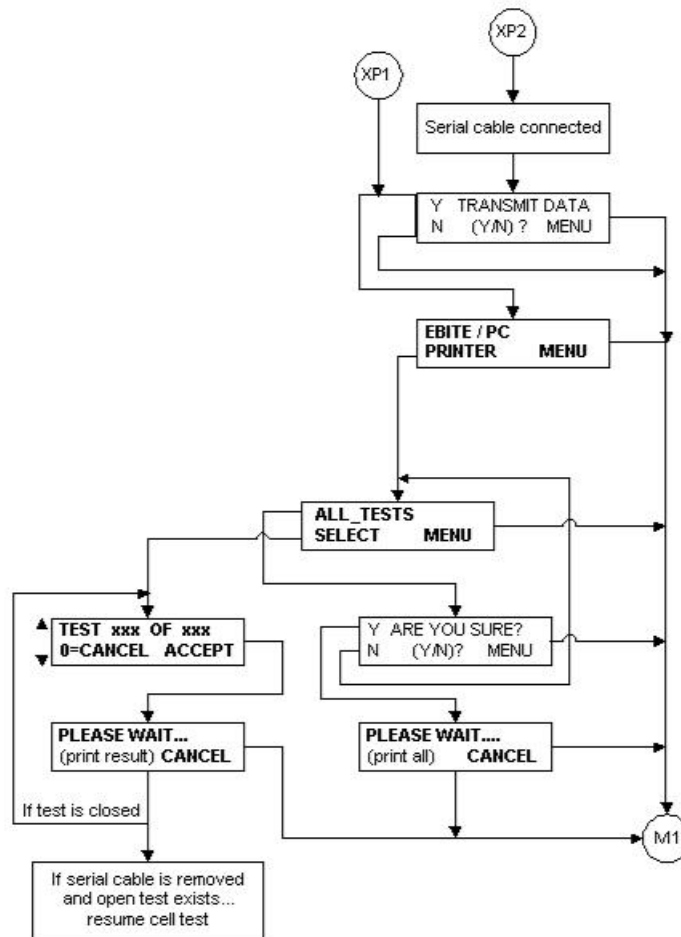 XP2
XP1
Serial cable connected
Y TRANSMIT DATA
N (Y/N) ? MENU
EBITE / PC
PRINTER MENU
ALL_TESTS
SELECT MENU
TEST xxx OF xxx
0=CANCEL ACCEPT
Y ARE YOU SURE?
N (Y/N)? MENU
PLEASE WAIT...
(print result) CANCEL
PLEASE WAIT....
(print all) CANCEL
If test is closed
M1
If serial cable is removed
and open test exists...
resume cell test